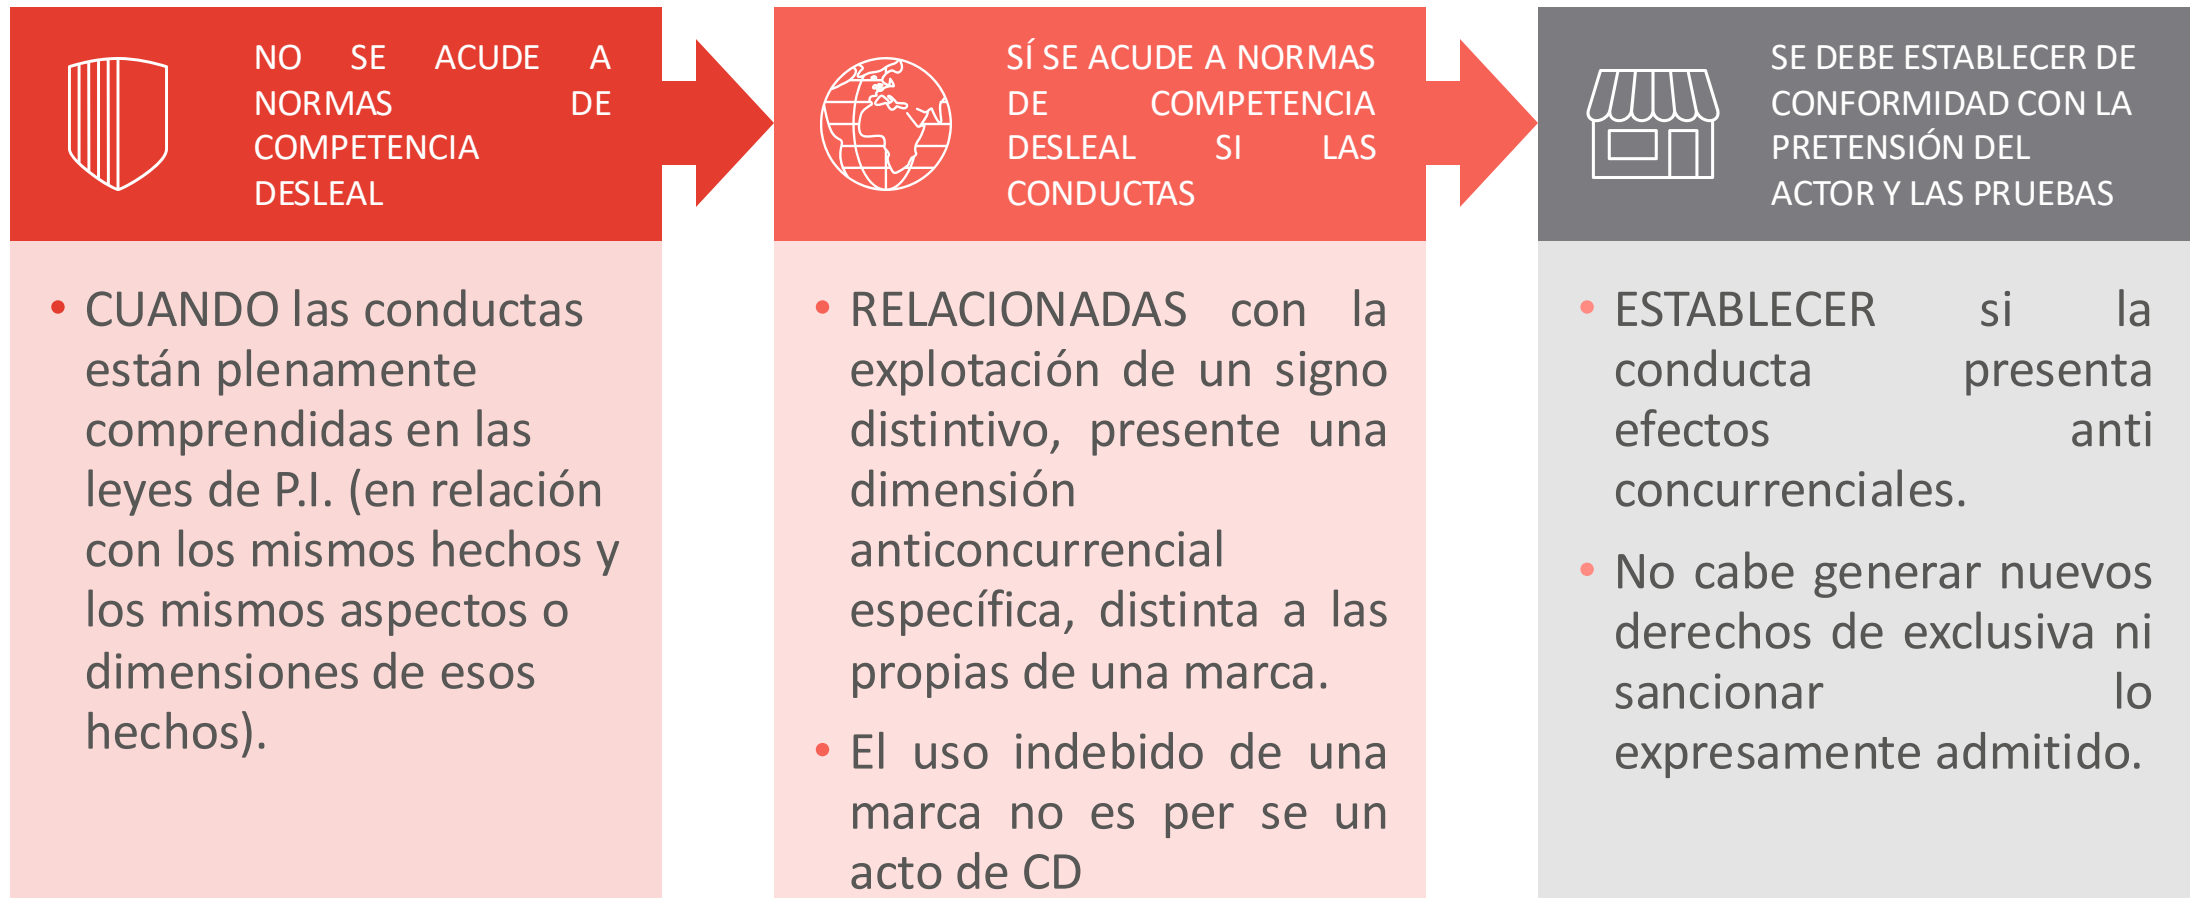 NO SE ACUDE A
NORMAS DE
COMPETENCIA
DESLEAL
• CUANDO las conductas
están plenamente
comprendidas en las
leyes de P.I. (en relación
con los mismos hechos y
los mismos aspectos o
dimensiones de esos
hechos).
SÍ SE ACUDE A NORMAS
DE COMPETENCIA
DESLEAL SI LAS
CONDUCTAS
• RELACIONADAS con la
explotación de un signo
distintivo, presente una
dimensión
anticoncurrencial
específica, distinta a las
propias de una marca.
• El uso indebido de una
marca no es per se un
acto de CD
SE DEBE ESTABLECER DE
CONFORMIDAD CON LA
PRETENSIÓN DEL
ACTOR Y LAS PRUEBAS
• ESTABLECER si la
conducta presenta
efectos anti
concurrenciales.
• No cabe generar nuevos
derechos de exclusiva ni
sancionar lo
expresamente admitido.